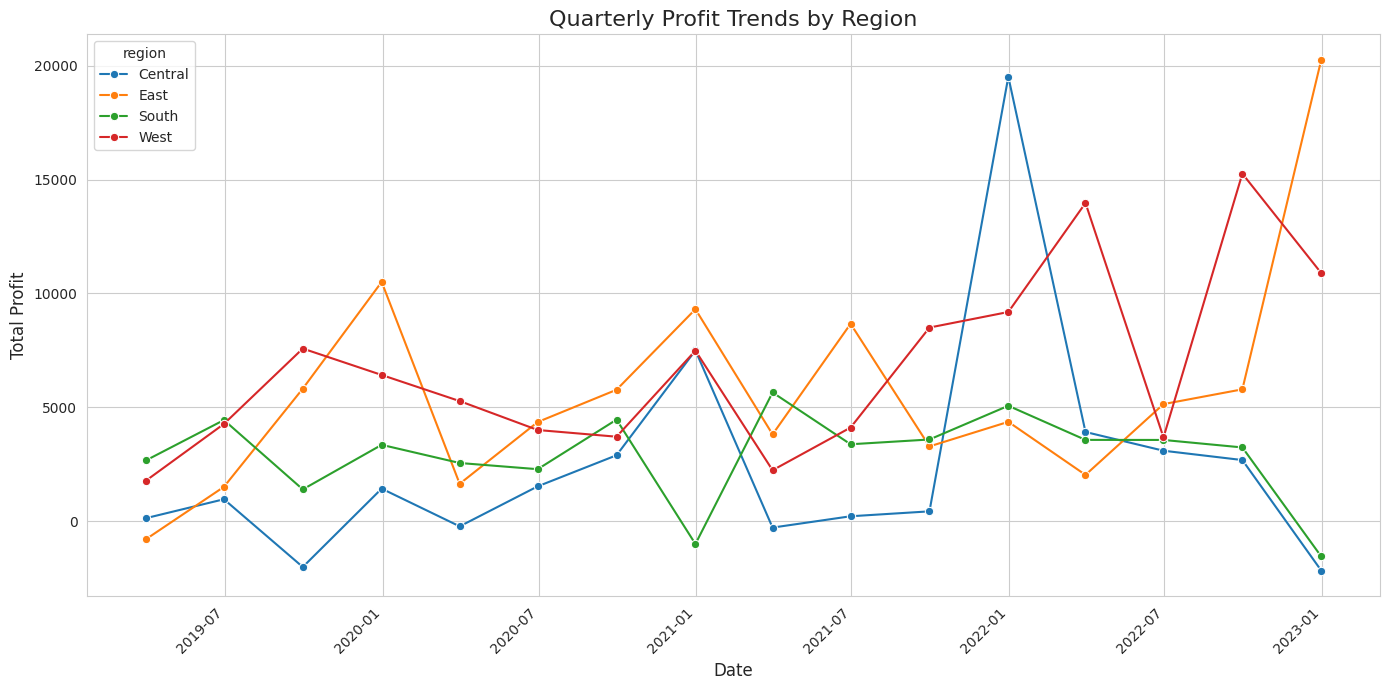 Quarterly Profit Trends by Region
region
Central
East
South
West
Total Profit
20000
15000
10000
5000
0
2019-07
2020-01
2020-07
2021-01
2021-07
2022-01
2022-07
2023-01
Date